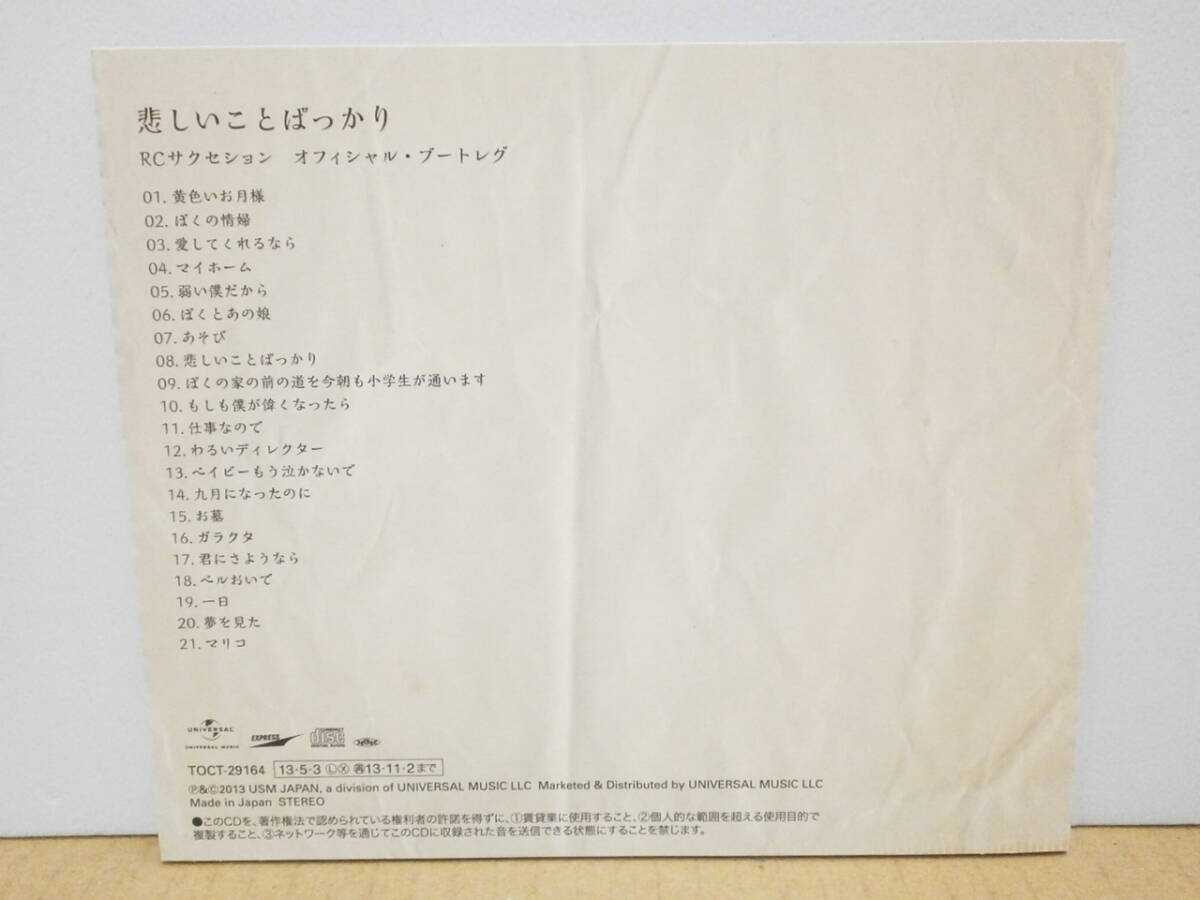 悲しいことばっかり
RCサクセション オフィシャル・ブートレグ
01. 黄色いお月様
02. ぼくの情婦
03. 愛してくれるなら
04. マイホーム
05. 弱い僕だから
06. ぼくとあの娘
07. あそび
08. 悲しいことばっかり
09. ぼくの家の前の道を今朝も小学生が通います
10. もしも僕が偉くなったら
11. 仕事なので
12. わるいディレクター
13. ベイビーもう泣かないで
14. 九月になったのに
15. お墓
16. ガラクタ
17. 君にさようなら
18. ベルおいで
19. 一日
20. 夢を見た
21. マリコ
UNIVERSAL
UNIVERSAL MUSIC
EXPRESS
COMPACT disc DIGITAL AUDIO
TOCT-29164 13・5・3 Ⓛ Ⓧ ㊢13・11・2まで
Ⓟ&©2013 USM JAPAN, a division of UNIVERSAL MUSIC LLC Marketed & Distributed by UNIVERSAL MUSIC LLC
Made in Japan STEREO
●このCDを、著作権法で認められている権利者の許諾を得ずに、①賃貸業に使用すること、②個人的な範囲を超える使用目的で
複製すること、③ネットワーク等を通じてこのCDに収録された音を送信できる状態にすることを禁じます。